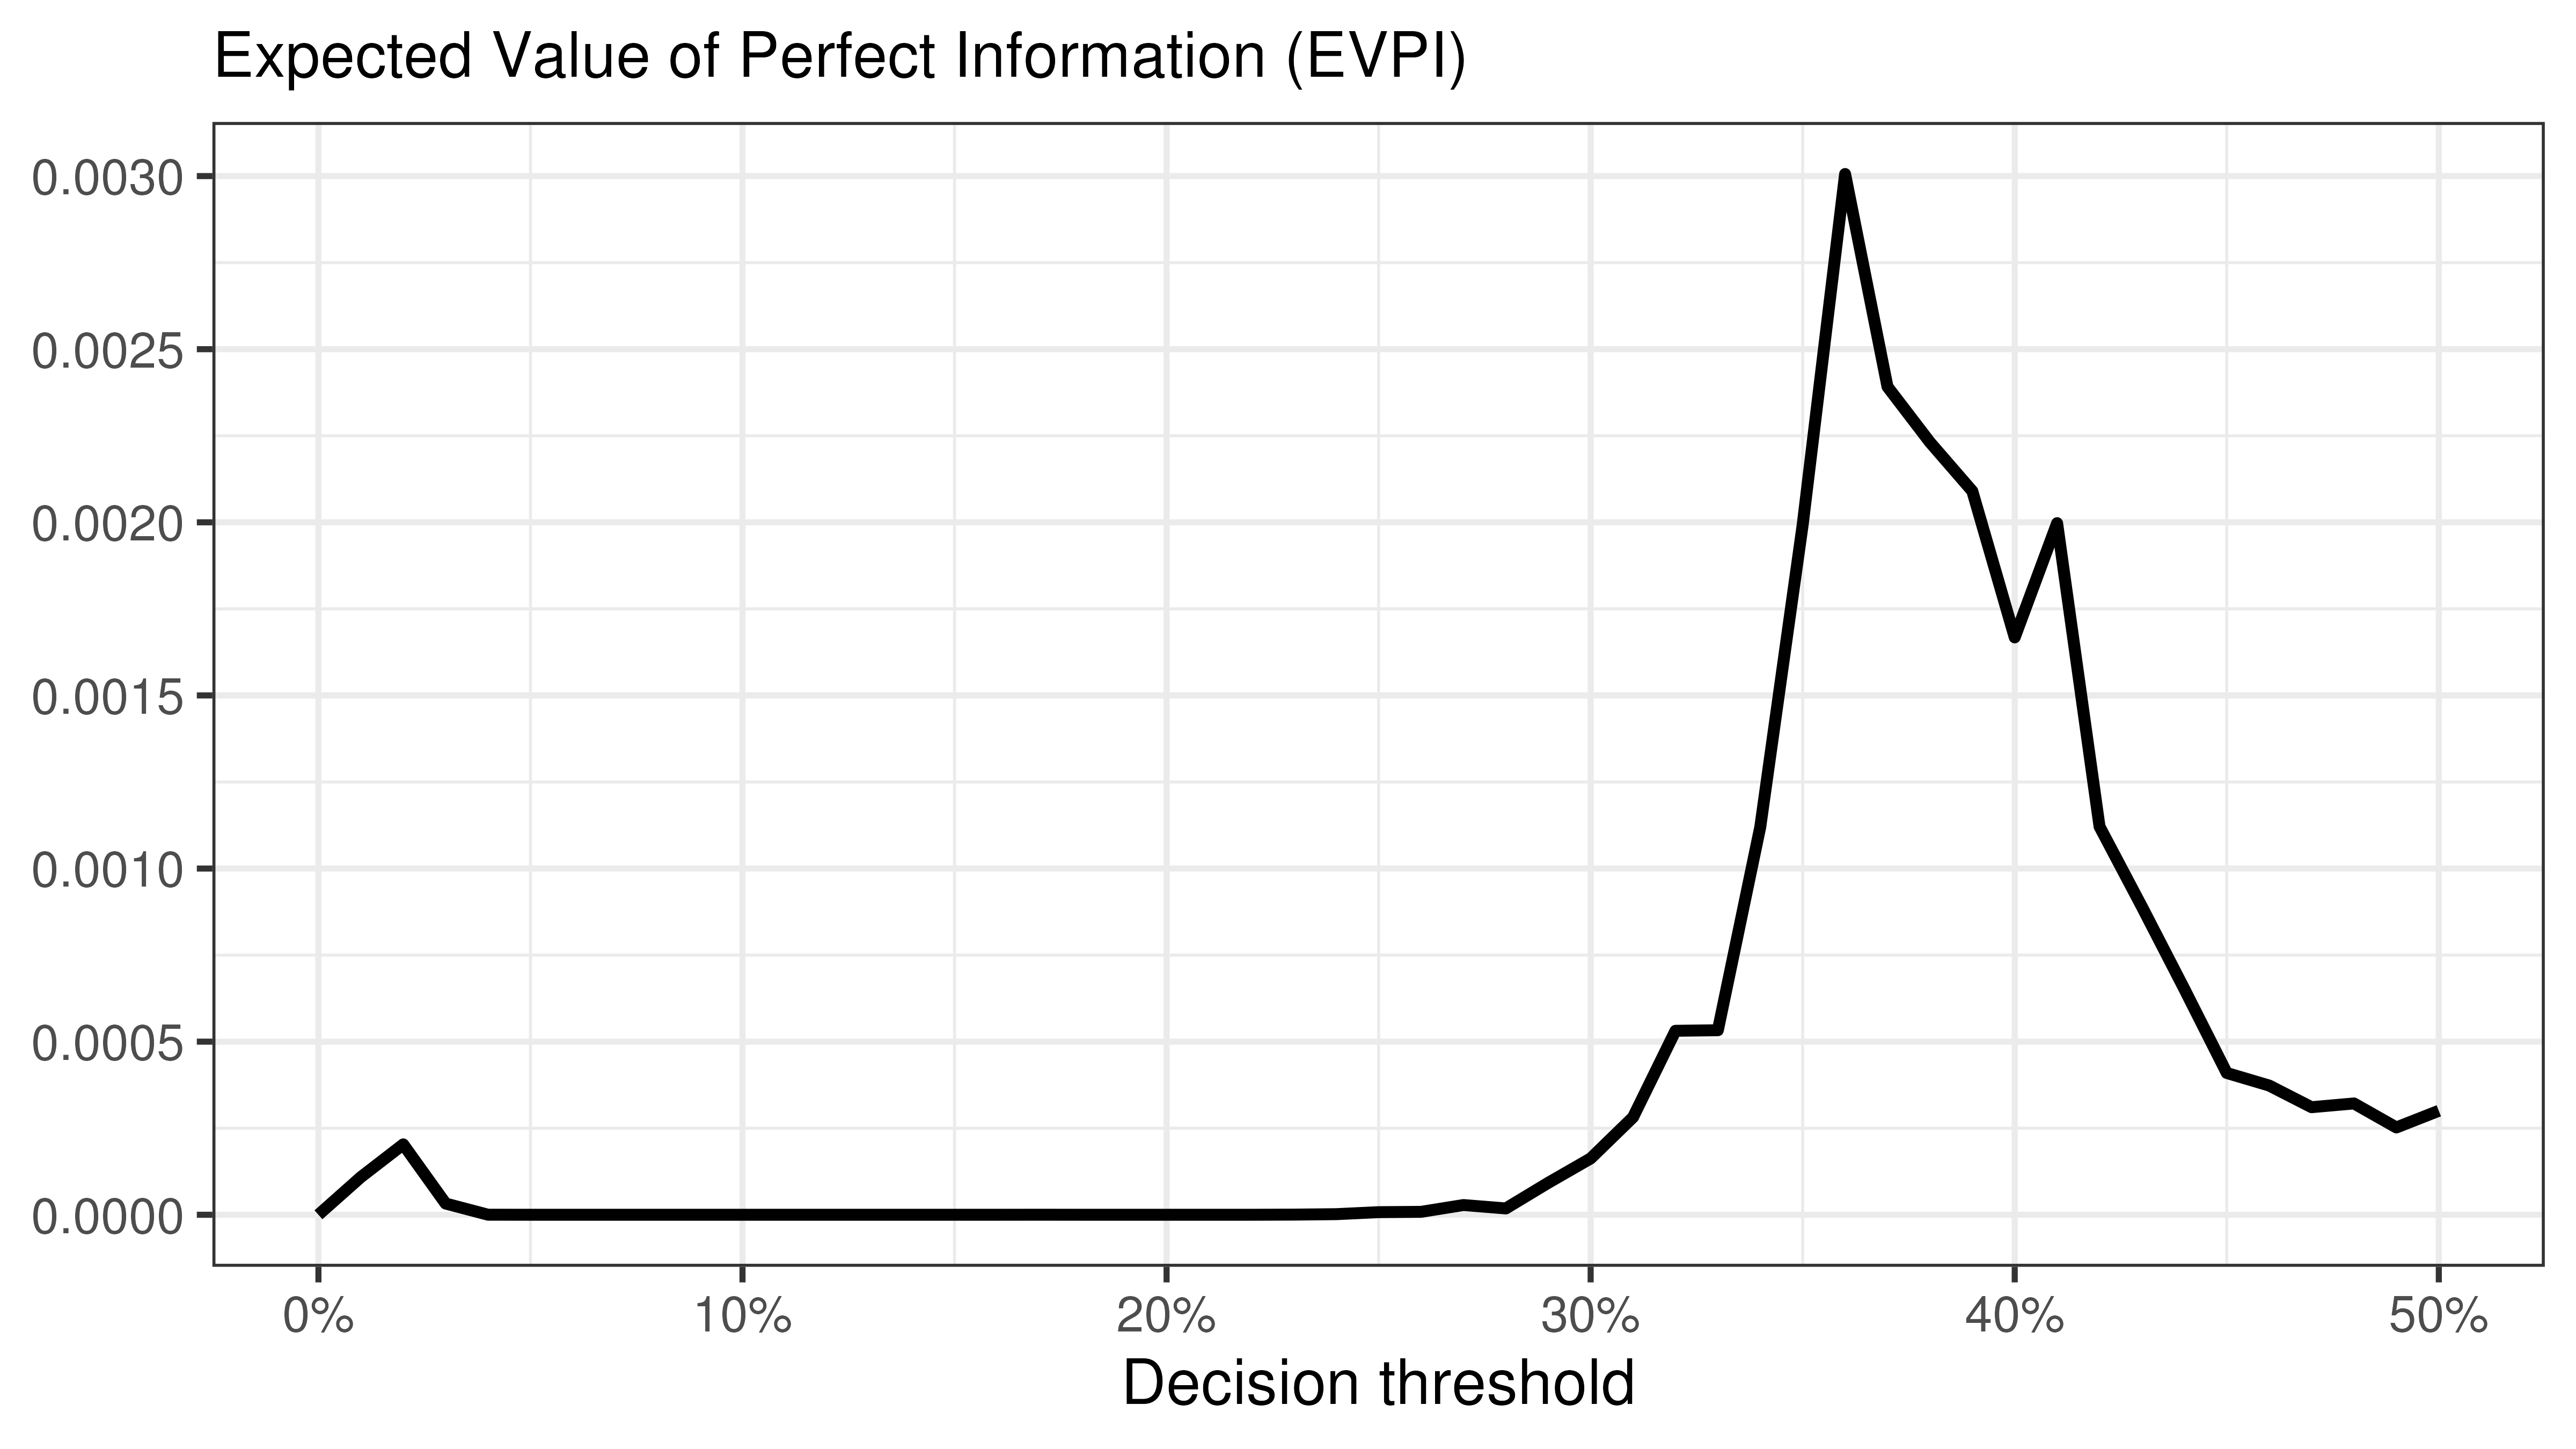 Expected Value of Perfect Information (EVPI)
0.0030
0.0025
0.0020
0.0015
0.0010
0.0005
0.0000
0% 10% 20% 30% 40% 50%
Decision threshold